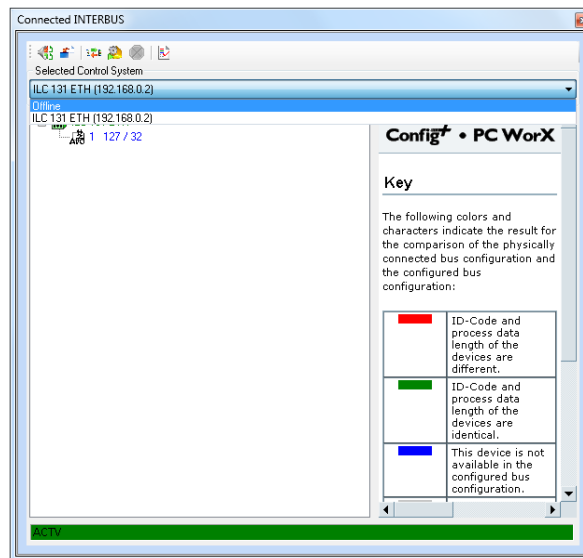 Connected INTERBUS
Selected Control System
ILC 131 ETH (192.168.0.2)
Offline
ILC 131 ETH (192.168.0.2)
1 127 / 32
Config+ • PC WorX
Key
The following colors and
characters indicate the result for
the comparison of the physically
connected bus configuration and
the configured bus
configuration:
ID-Code and
process data
length of the
devices are
different.
ID-Code and
process data
length of the
devices are
identical.
This device is not
available in the
configured bus
configuration.
ACTV